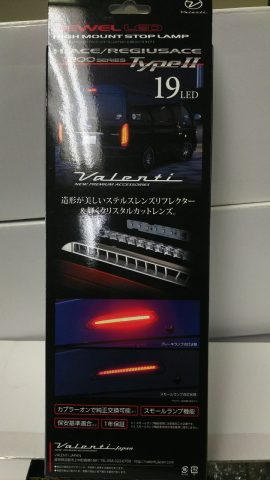 JEWEL LED
Valenti
HIGH MOUNT STOP LAMP
HIACE/REGIUSACE
200 SERIES TYPE II
19 LED
Valenti
NEW PREMIUM ACCESSORIES
造形が美しいステルスレンズリフレクター
&輝くクリスタルカットレンズ。
カプラーオンで純正交換可能
スモールランプ機能
保安基準適合
1年保証
Valenti Japan
VALENTI JAPAN